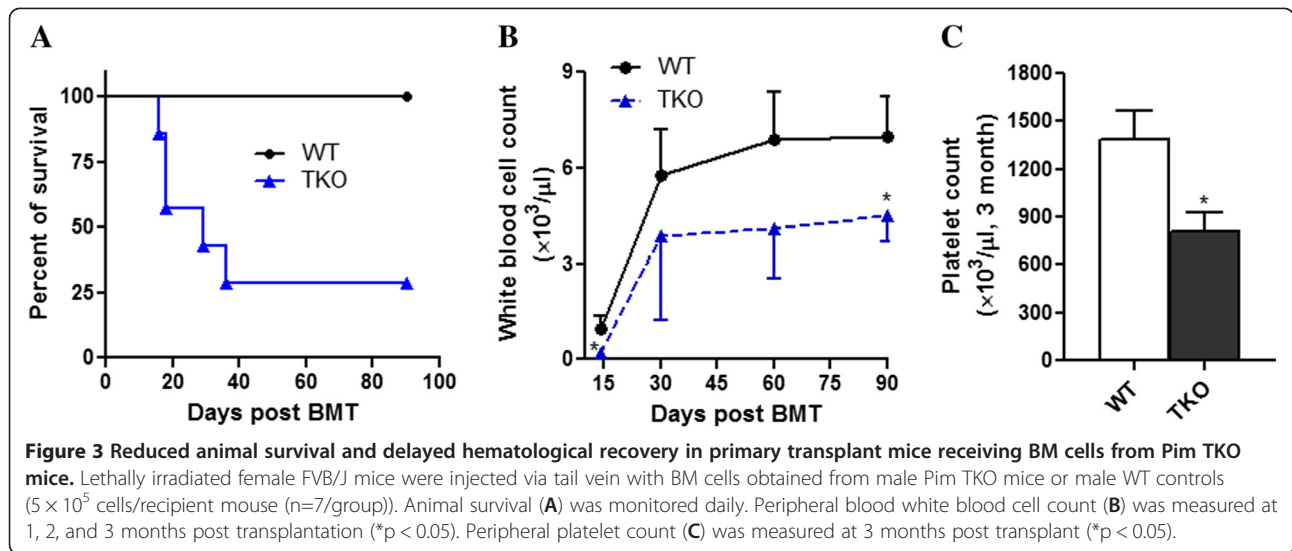 A
Percent of survival
100
75
50
25
0
WT
TKO
0 20 40 60 80 100
Days post BMT
B
White blood cell count
(×10³/μl)
9
6
3
0
WT
TKO
*
*
15 30 45 60 75 90
Days post BMT
C
Platelet count
(×10³/μl, 3 month)
1800
1500
1200
900
600
300
0
*
WT
TKO
Figure 3 Reduced animal survival and delayed hematological recovery in primary transplant mice receiving BM cells from Pim TKO
mice. Lethally irradiated female FVB/J mice were injected via tail vein with BM cells obtained from male Pim TKO mice or male WT controls
(5 × 10⁵ cells/recipient mouse (n=7/group)). Animal survival (A) was monitored daily. Peripheral blood white blood cell count (B) was measured at
1, 2, and 3 months post transplantation (*p < 0.05). Peripheral platelet count (C) was measured at 3 months post transplant (*p < 0.05).